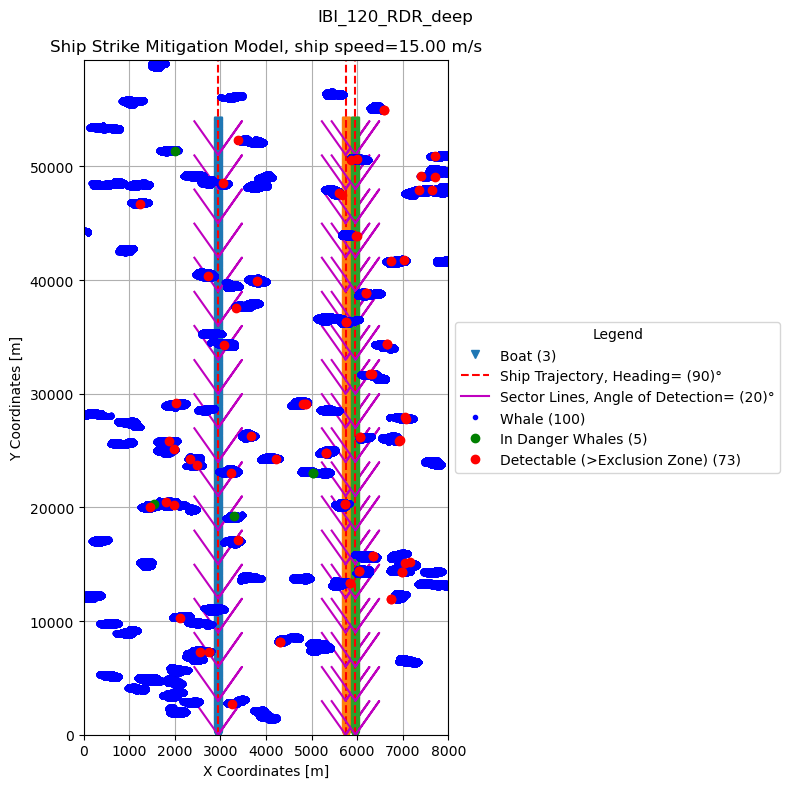 IBI_120_RDR_deep
Ship Strike Mitigation Model, ship speed=15.00 m/s
50000
40000
30000
20000
10000
0
Y Coordinates [m]
0 1000 2000 3000 4000 5000 6000 7000 8000
X Coordinates [m]
Legend
Boat (3)
Ship Trajectory, Heading= (90)°
Sector Lines, Angle of Detection= (20)°
Whale (100)
In Danger Whales (5)
Detectable (>Exclusion Zone) (73)